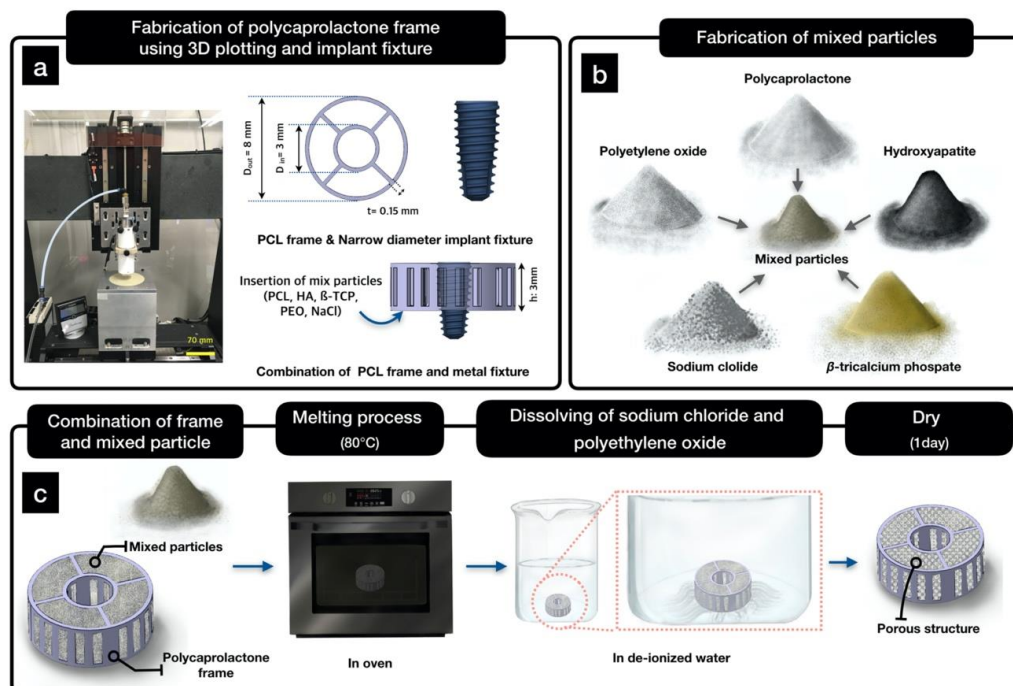 Fabrication of polycaprolactone frame
using 3D plotting and implant fixture
a
70 mm
D out = 8 mm
D in = 3 mm
t= 0.15 mm
PCL frame & Narrow diameter implant fixture
Insertion of mix particles
(PCL, HA, ß-TCP,
PEO, NaCl)
h: 3mm
Combination of PCL frame and metal fixture
Fabrication of mixed particles
b
Polycaprolactone
Polyetylene oxide
Hydroxyapatite
Mixed particles
Sodium clolide
β-tricalcium phospate
Combination of frame
and mixed particle
Melting process
(80°C)
Dissolving of sodium chloride and
polyethylene oxide
Dry
(1day)
c
Mixed particles
Polycaprolactone
frame
In oven
In de-ionized water
Porous structure